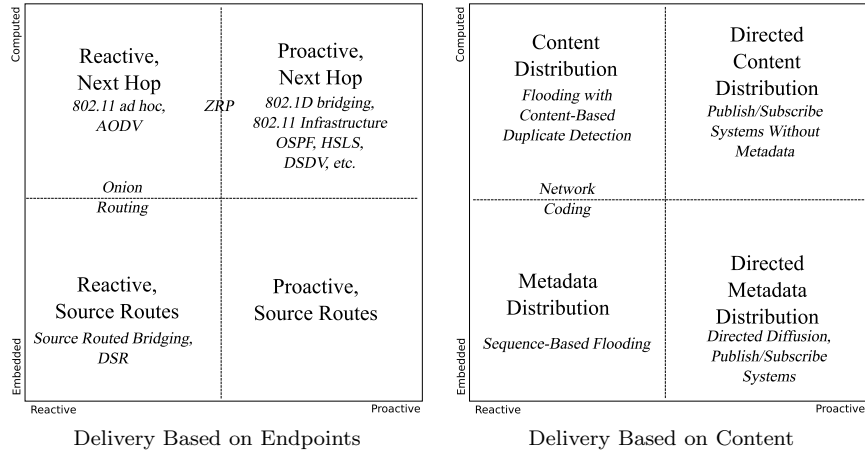 Computed
Reactive,
Next Hop
802.11 ad hoc,
AODV
ZRP
Proactive,
Next Hop
802.1D bridging,
802.11 Infrastructure
OSPF, HSLS,
DSDV, etc.
Onion
Routing
Reactive,
Source Routes
Source Routed Bridging,
DSR
Proactive,
Source Routes
Embedded
Reactive
Proactive
Delivery Based on Endpoints
Computed
Content
Distribution
Flooding with
Content-Based
Duplicate Detection
Directed
Content
Distribution
Publish/Subscribe
Systems Without
Metadata
Network
Coding
Metadata
Distribution
Sequence-Based Flooding
Directed
Metadata
Distribution
Directed Diffusion,
Publish/Subscribe
Systems
Embedded
Reactive
Proactive
Delivery Based on Content